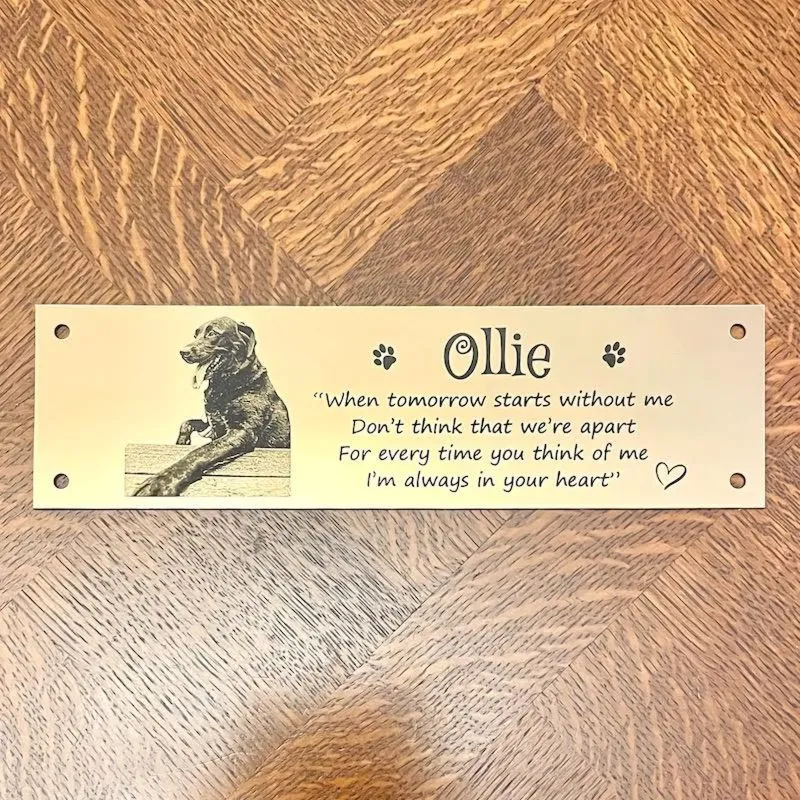 Ollie
“When tomorrow starts without me
Don't think that we're apart
For every time you think of me
I'm always in your heart”